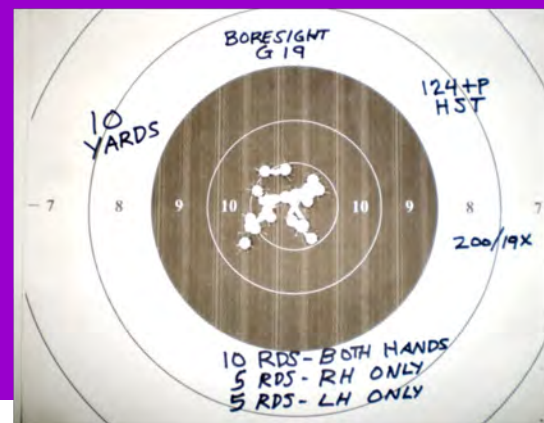 BORESIGHT
G 19
124+P
HST
10
YARDS
- 7 8 9 10 10 9 8 7
200/19X
10 RDS- BOTH HANDS
5 RDS- RH ONLY
5 RDS- LH ONLY